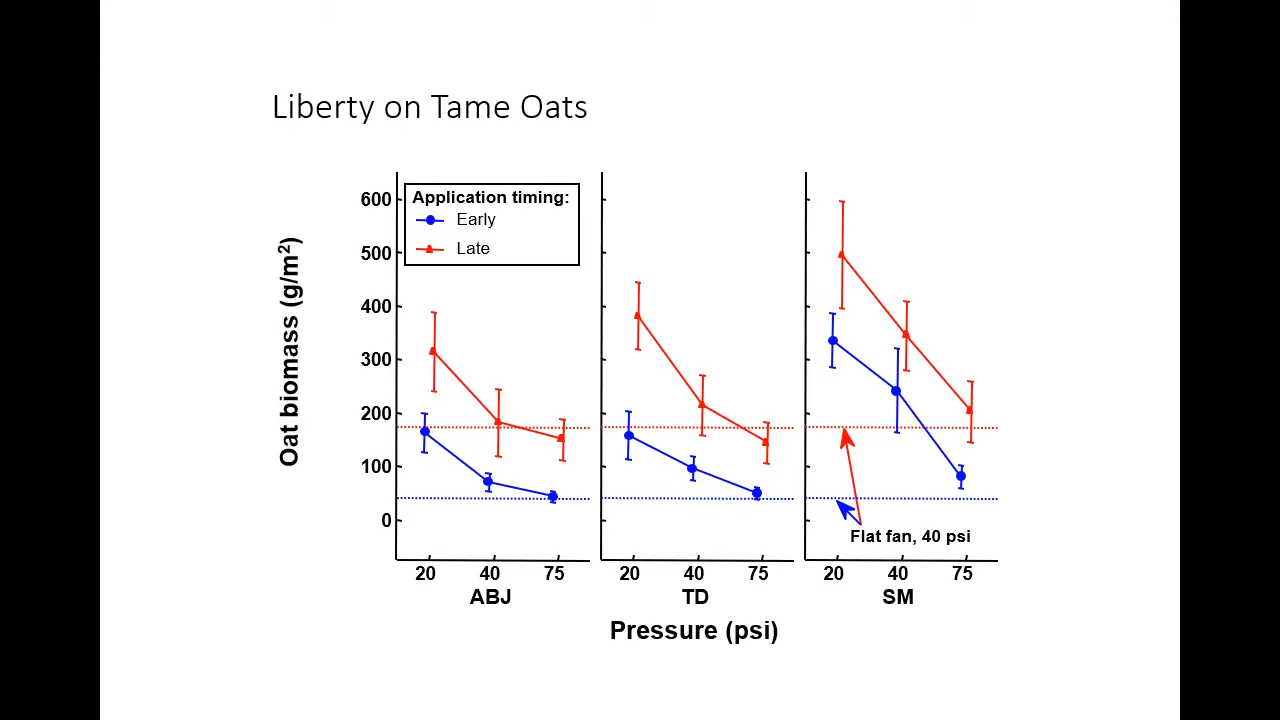 Liberty on Tame Oats
Application timing:
Early
Late
Oat biomass (g/m²)
600
500
400
300
200
100
0
Flat fan, 40 psi
20 40 75 20 40 75 20 40 75
ABJ TD SM
Pressure (psi)